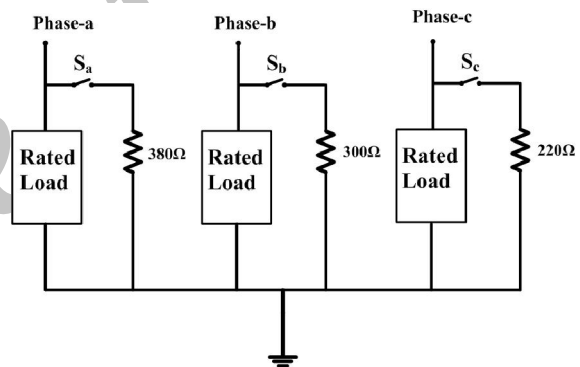 Phase-a
Phase-b
Phase-c
Sa
Sb
Sc
Rated
Load
380Ω
Rated
Load
300Ω
Rated
Load
220Ω